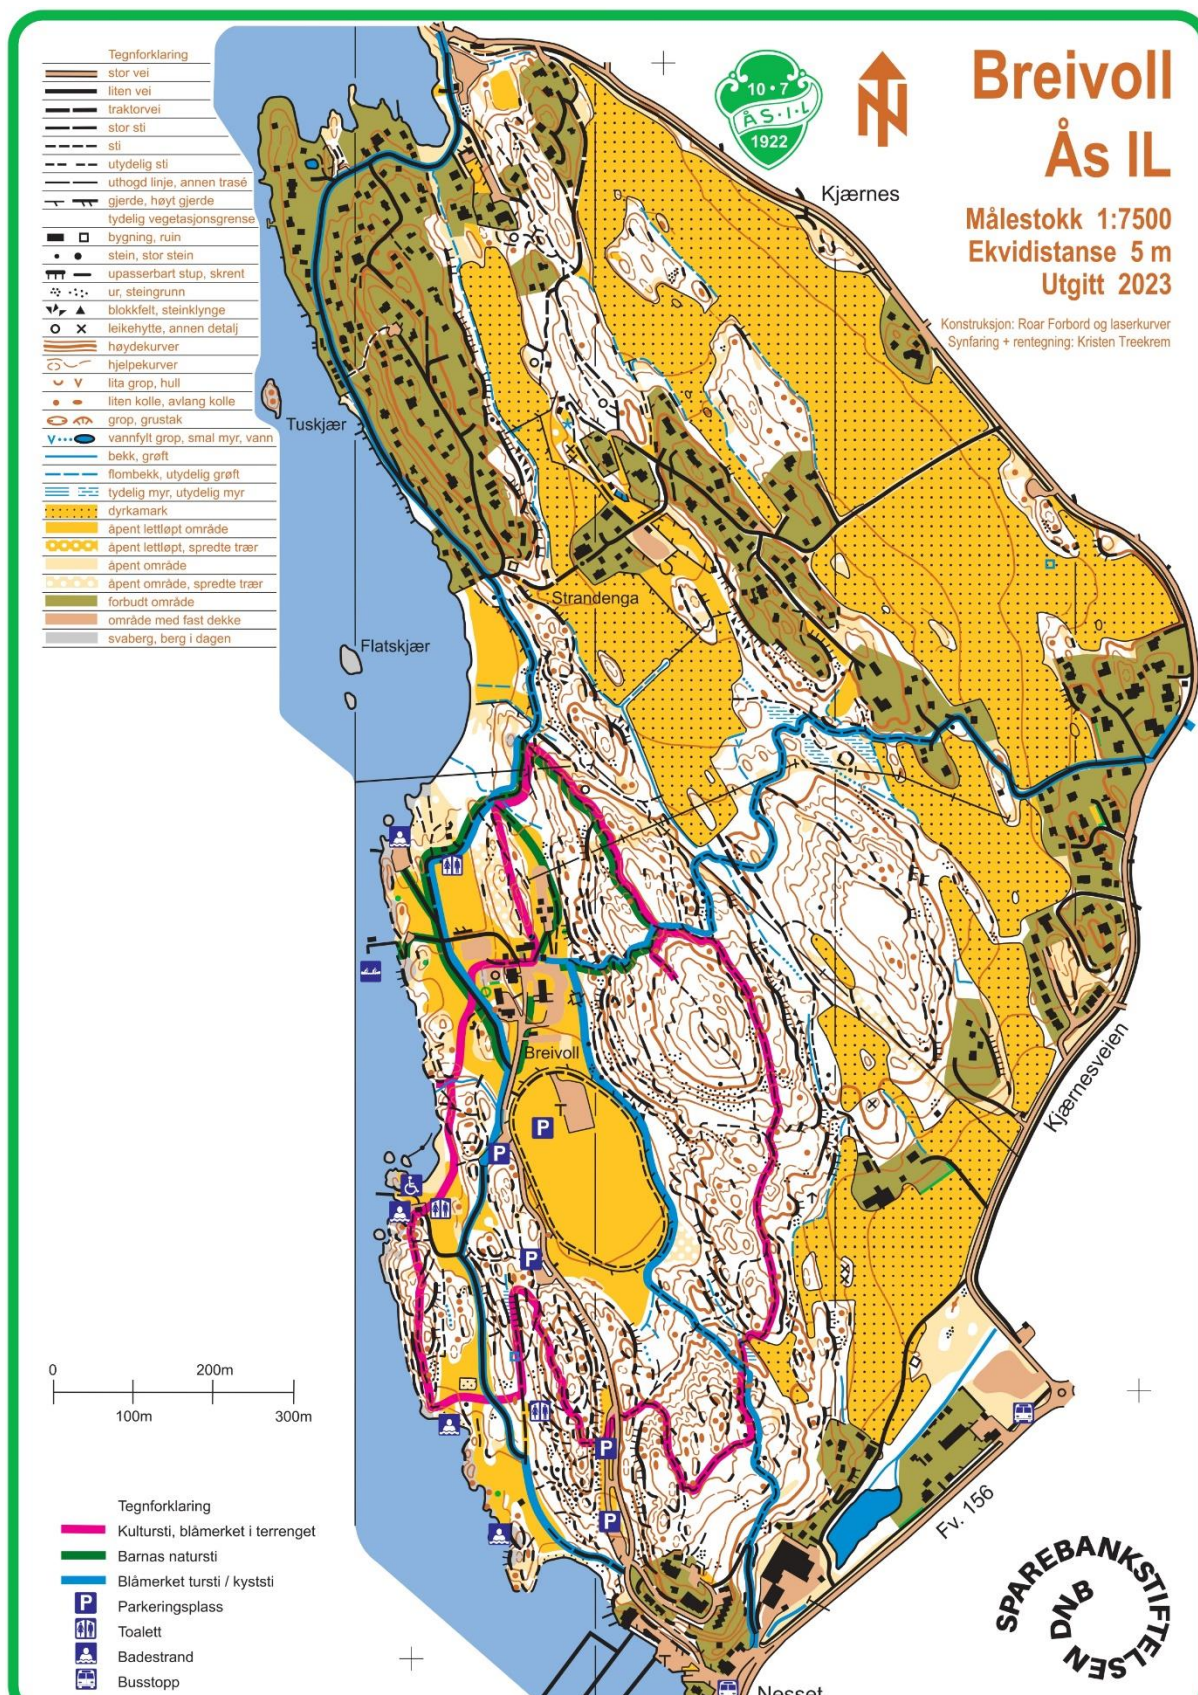 Tegnforklaring
stor vei
liten vei
traktorvei
stor sti
sti
utydelig sti
uthogd linje, annen trasé
gjerde, høyt gjerde
tydelig vegetasjonsgrense
bygning, ruin
stein, stor stein
upasserbart stup, skrent
ur, steingrunn
blokkfelt, steinklynge
leikehytte, annen detalj
høydekurver
hjelpekurver
lita grop, hull
liten kolle, avlang kolle
grop, grustak
vannfylt grop, smal myr, vann
bekk, grøft
flombekk, utydelig grøft
tydelig myr, utydelig myr
dyrkamark
åpent lettløpt område
åpent lettløpt, spredte trær
åpent område
åpent område, spredte trær
forbudt område
område med fast dekke
svaberg, berg i dagen
10 • 7
ÅS·I·L
1922
N
Breivoll
Ås IL
Målestokk 1:7500
Ekvidistanse 5 m
Utgitt 2023
Konstruksjon: Roar Forbord og laserkurver
Synfaring + rentegning: Kristen Treekrem
Kjærnes
Tuskjær
Strandenga
Flatskjær
Breivoll
Kjærnesveien
P
P
P
P
P
Fv. 156
Nesset
0 200m
100m 300m
Tegnforklaring
Kultursti, blåmerket i terrenget
Barnas natursti
Blåmerket tursti / kyststi
P Parkeringsplass
Toalett
Badestrand
Busstopp
SPAREBANKSTIFTELSEN
DNB